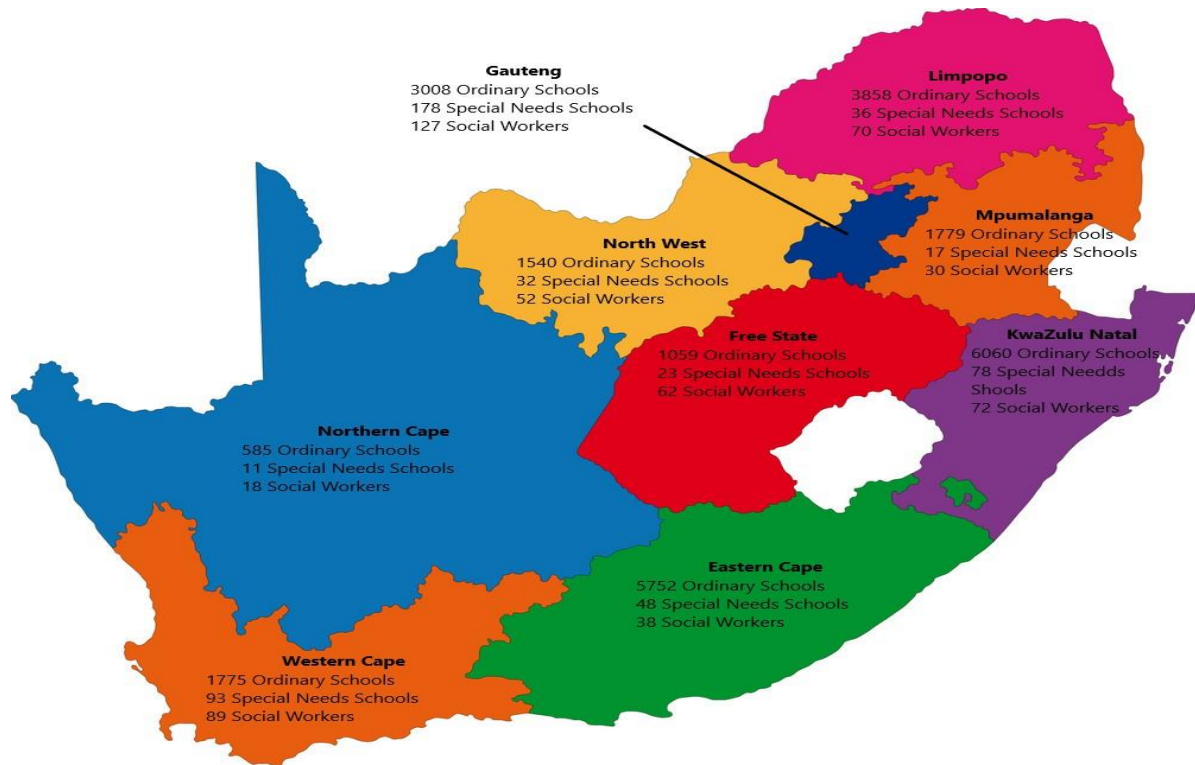 Gauteng
3008 Ordinary Schools
178 Special Needs Schools
127 Social Workers
Limpopo
3858 Ordinary Schools
36 Special Needs Schools
70 Social Workers
North West
1540 Ordinary Schools
32 Special Needs Schools
52 Social Workers
Mpumalanga
1779 Ordinary Schools
17 Special Needs Schools
30 Social Workers
Free State
1059 Ordinary Schools
23 Special Needs Schools
62 Social Workers
KwaZulu Natal
6060 Ordinary Schools
78 Special Needds
Shools
72 Social Workers
Northern Cape
585 Ordinary Schools
11 Special Needs Schools
18 Social Workers
Eastern Cape
5752 Ordinary Schools
48 Special Needs Schools
38 Social Workers
Western Cape
1775 Ordinary Schools
93 Special Needs Schools
89 Social Workers